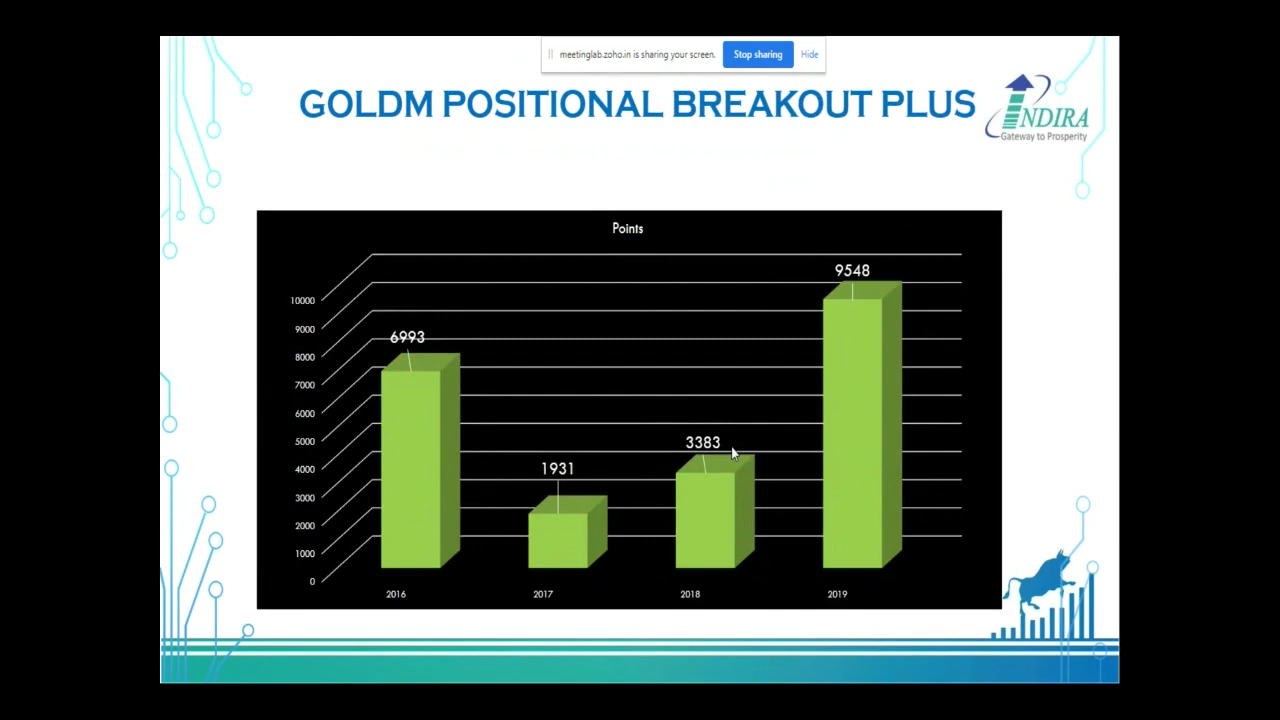 meetinglab.zoho.in is sharing your screen. Stop sharing Hide
GOLDM POSITIONAL BREAKOUT PLUS
INDIRA
Gateway to Prosperity
Points
10000
9000
8000
7000
6000
5000
4000
3000
2000
1000
0
6993
1931
3383
9548
2016 2017 2018 2019